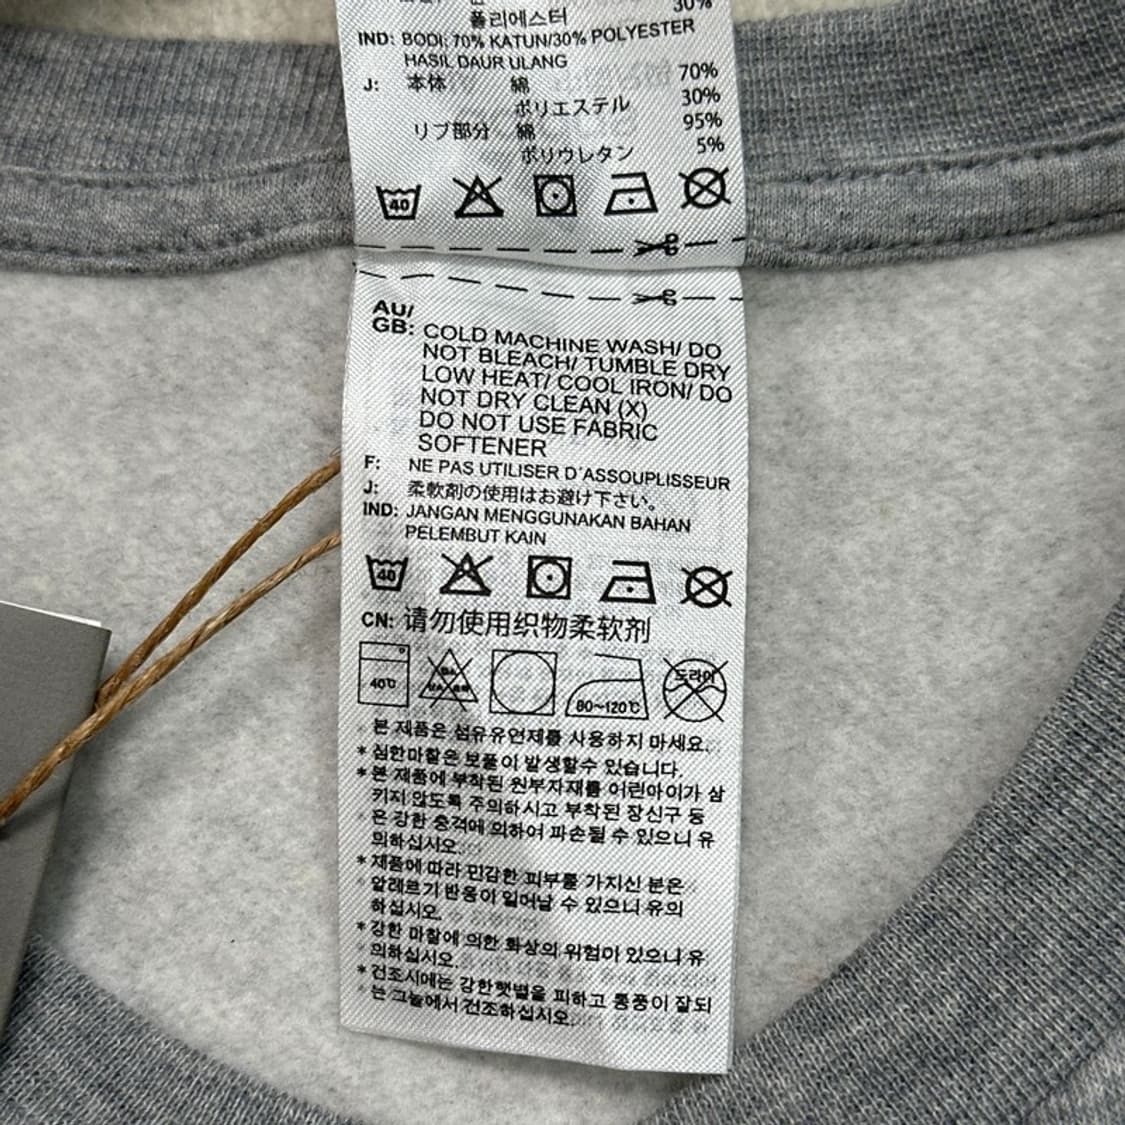 폴리에스터 30%
IND: BODI: 70% KATUN/30% POLYESTER
HASIL DAUR ULANG
J: 本体 綿 70%
ポリエステル 30%
リブ部分 綿 95%
ポリウレタン 5%
40
AU/
GB: COLD MACHINE WASH/ DO
NOT BLEACH/ TUMBLE DRY
LOW HEAT/ COOL IRON/ DO
NOT DRY CLEAN (X)
DO NOT USE FABRIC
SOFTENER
F: NE PAS UTILISER D'ASSOUPLISSEUR
J: 柔軟剤の使用はお避け下さい。
IND: JANGAN MENGGUNAKAN BAHAN
PELEMBUT KAIN
40
CN: 请勿使用织物柔软剂
40℃ 80~120℃ 드라이
본 제품은 섬유유연제를 사용하지 마세요.
* 심한마찰은 보풀이 발생할수 있습니다.
* 본 제품에 부착된 원부자재를 어린아이가 삼
키지 않도록 주의하시고 부착된 장신구 등
은 강한 충격에 의하여 파손될 수 있으니 유
의하십시오.
* 제품에 따라 민감한 피부를 가지신 분은
알레르기 반응이 일어날 수 있으니 유의
하십시오.
* 강한 마찰에 의한 화상의 위험이 있으니 유
의하십시오.
* 건조시에는 강한햇볕을 피하고 통풍이 잘되
는 그늘에서 건조하십시오.